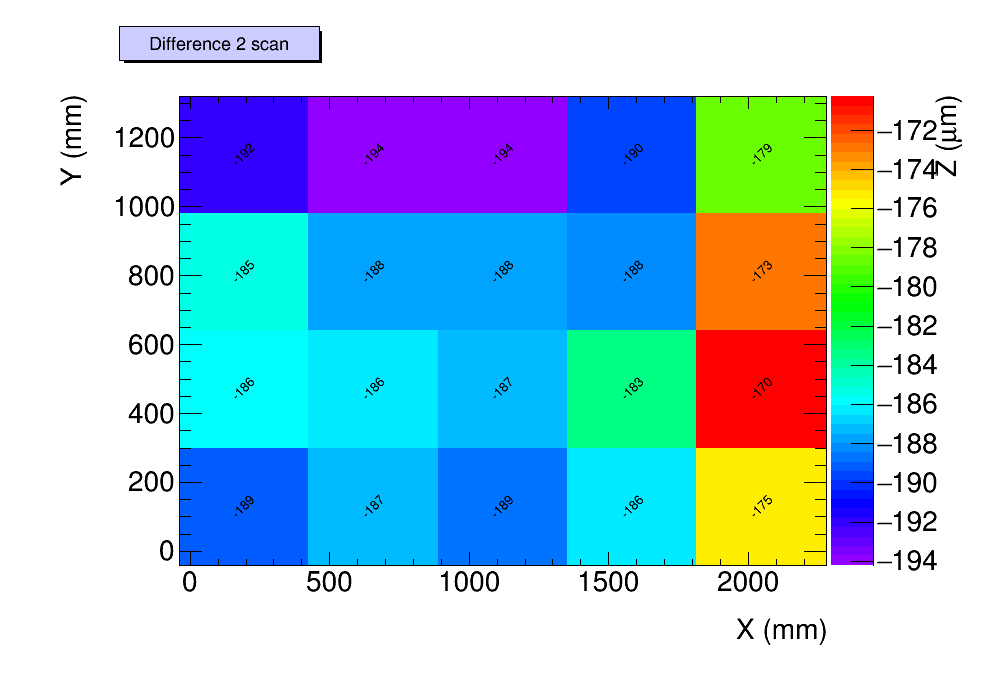 Difference 2 scan
Y (mm)
Z (μm)
1200
1000
800
600
400
200
0
-192 -194 -194 -190 -179
-185 -188 -188 -188 -173
-186 -186 -187 -183 -170
-189 -187 -189 -186 -175
−172
−174
−176
−178
−180
−182
−184
−186
−188
−190
−192
−194
0 500 1000 1500 2000
X (mm)